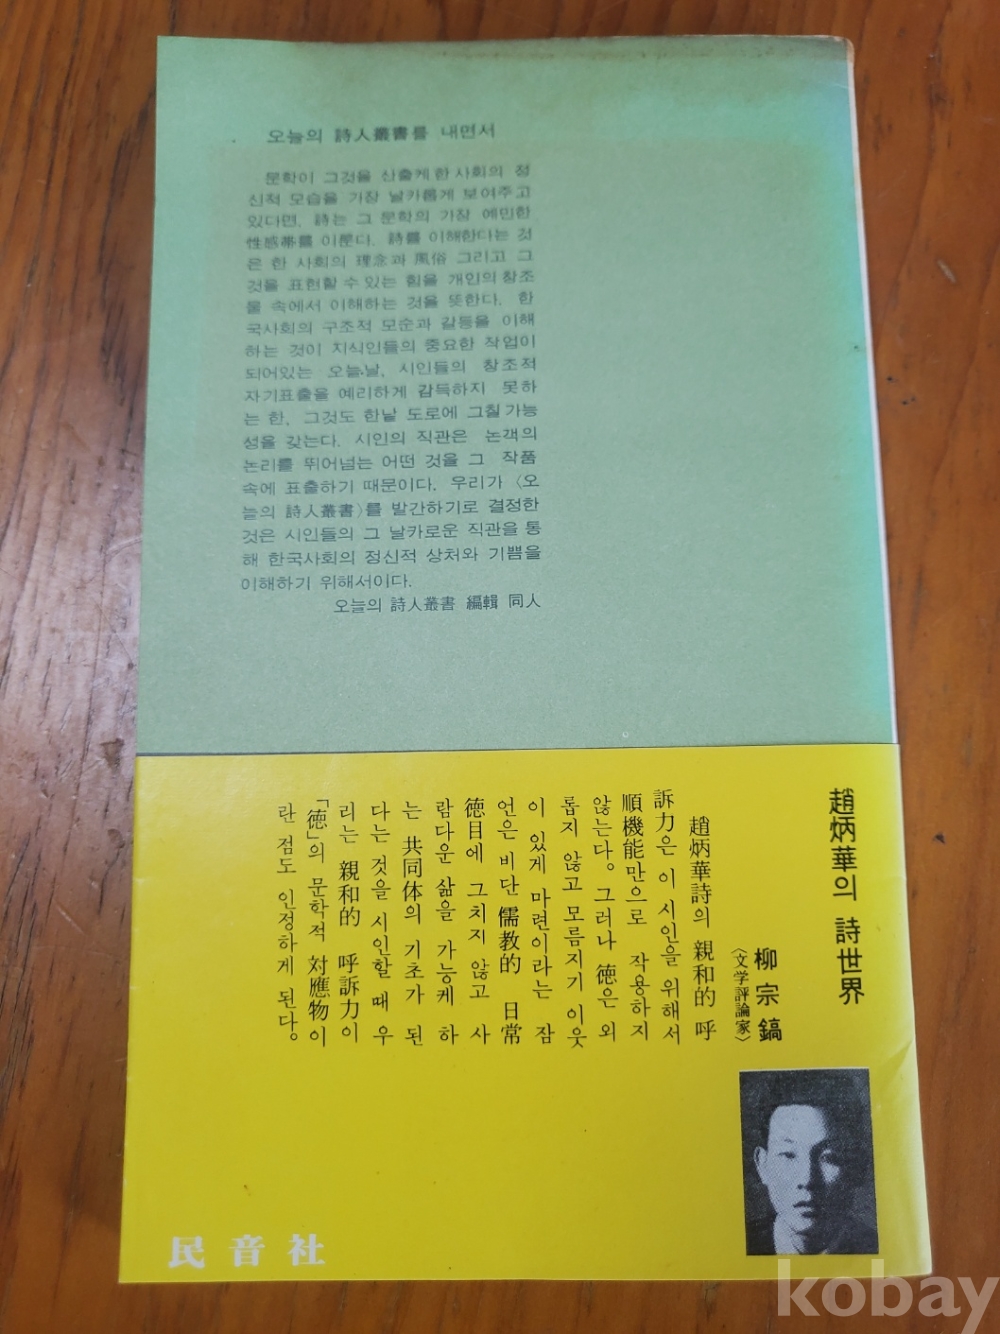 오늘의 詩人叢書를 내면서
문학이 그것을 산출케한 사회의 정
신적 모습을 가장 날카롭게 보여주고
있다면, 詩는 그 문학의 가장 예민한
性感帶를 이룬다. 詩를 이해한다는 것
은 한 사회의 理念과 風俗 그리고 그
것을 표현할 수 있는 힘을 개인의 창조
물 속에서 이해하는 것을 뜻한다. 한
국사회의 구조적 모순과 갈등을 이해
하는 것이 지식인들의 중요한 작업이
되어있는 오늘날, 시인들의 창조적
자기표출을 예리하게 감득하지 못하
는 한, 그것도 한낱 도로에 그칠 가능
성을 갖는다. 시인의 직관은 논객의
논리를 뛰어넘는 어떤 것을 그 작품
속에 표출하기 때문이다. 우리가 〈오
늘의 詩人叢書〉를 발간하기로 결정한
것은 시인들의 그 날카로운 직관을 통
해 한국사회의 정신적 상처와 기쁨을
이해하기 위해서이다.
오늘의 詩人叢書 編輯 同人
趙炳華의 詩世界
柳宗鎬
〈文学評論家〉
趙炳華詩의 親和的 呼
訴力은 이 시인을 위해서
順機能만으로 작용하지
않는다。그러나 徳은 외
롭지 않고 모름지기 이웃
이 있게 마련이라는 잠
언은 비단 儒教的 日常
徳目에 그치지 않고 사
람다운 삶을 가능케 하
는 共同体의 기초가 된
다는 것을 시인할 때 우
리는 親和的 呼訴力이
「徳」의 문학적 対應物이
란 점도 인정하게 된다。
民音社
kobay